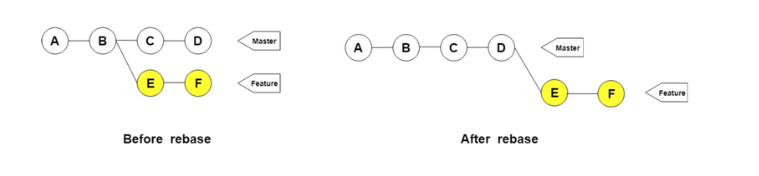 A B C D Master
E F Feature
Before rebase
A B C D Master
E F Feature
After rebase